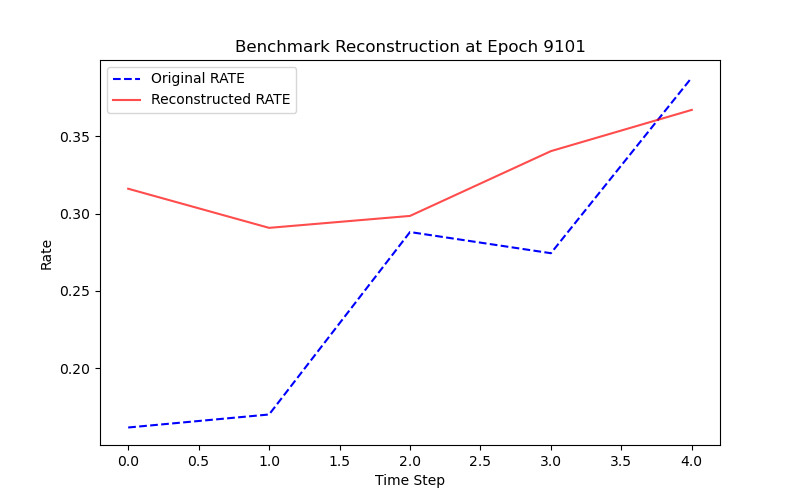 Benchmark Reconstruction at Epoch 9101
Original RATE
Reconstructed RATE
Rate
0.35
0.30
0.25
0.20
0.0 0.5 1.0 1.5 2.0 2.5 3.0 3.5 4.0
Time Step